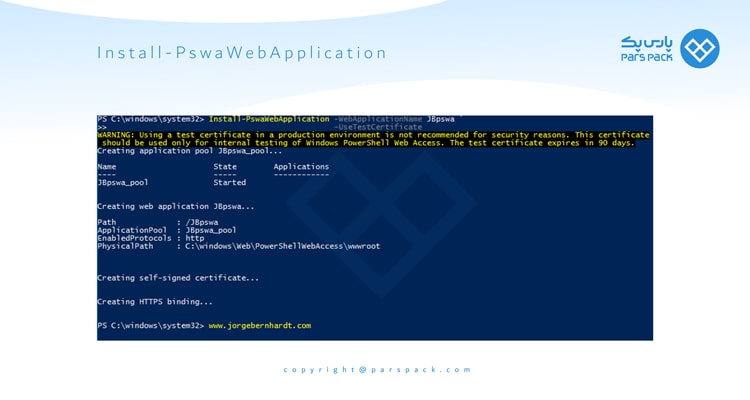 Install-PswaWebApplication
پارس پک
PARS PACK
PS C:\windows\system32> Install-PswaWebApplication -WebApplicationName JBpswa `
>> -UseTestCertificate
WARNING: Using a test certificate in a production environment is not recommended for security reasons. This certificate
should be used only for internal testing of Windows PowerShell Web Access. The test certificate expires in 90 days.
Creating application pool JBpswa_pool...
Name State Applications
---- ----- ------------
JBpswa_pool Started
Creating web application JBpswa...
Path : /JBpswa
ApplicationPool : JBpswa_pool
EnabledProtocols : http
PhysicalPath : C:\windows\Web\PowerShellWebAccess\wwwroot
Creating self-signed certificate...
Creating HTTPS binding...
PS C:\windows\system32> www.jorgebernhardt.com
copyright@parspack.com